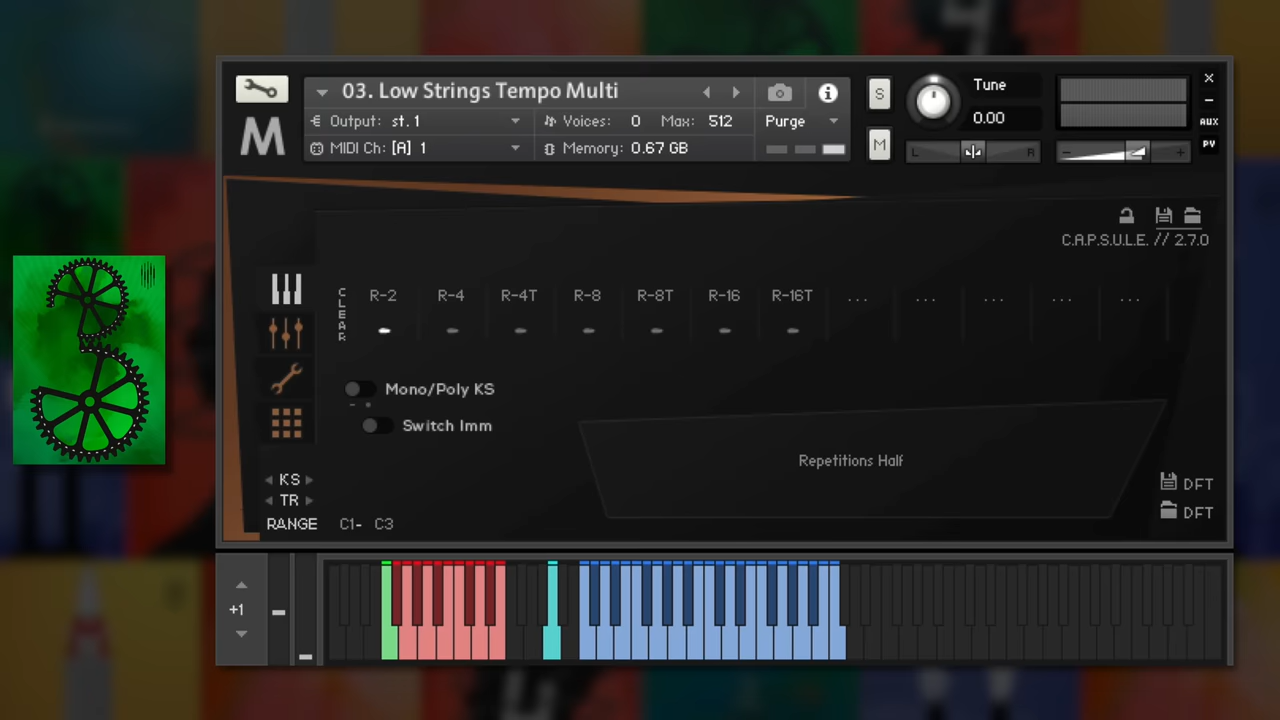 03. Low Strings Tempo Multi
Output: st. 1
Voices: 0 Max: 512
Purge
MIDI Ch: [A] 1
Memory: 0.67 GB
S
M
Tune
0.00
L R
- +
AUX
PV
M
C.A.P.S.U.L.E. // 2.7.0
CLEAR
R-2 R-4 R-4T R-8 R-8T R-16 R-16T ... ... ... ... ...
Mono/Poly KS
Switch Imm
Repetitions Half
KS
TR
RANGE C1- C3
DFT
DFT
+1